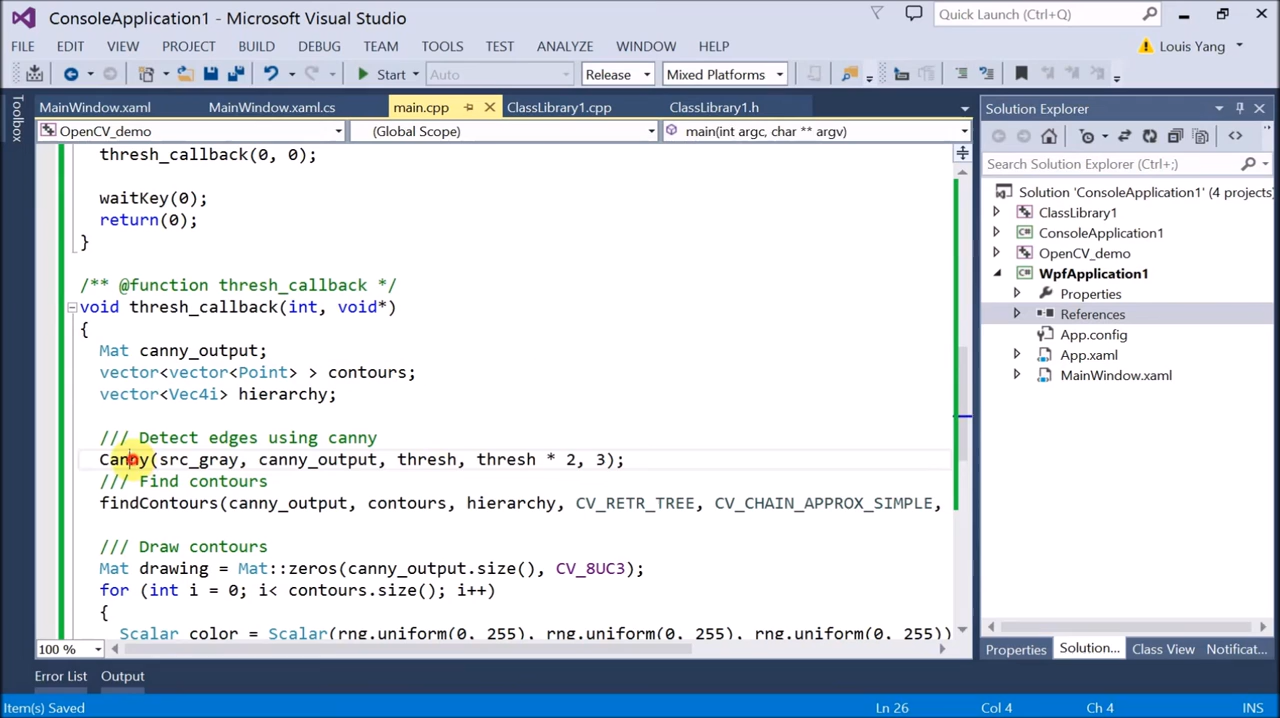 ConsoleApplication1 - Microsoft Visual Studio
Quick Launch (Ctrl+Q)
FILE EDIT VIEW PROJECT BUILD DEBUG TEAM TOOLS TEST ANALYZE WINDOW HELP
Louis Yang
Start Auto Release Mixed Platforms
Toolbox
MainWindow.xaml MainWindow.xaml.cs main.cpp ClassLibrary1.cpp ClassLibrary1.h
OpenCV_demo (Global Scope) main(int argc, char ** argv)
thresh_callback(0, 0);
waitKey(0);
return(0);
}
/** @function thresh_callback */
void thresh_callback(int, void*)
{
Mat canny_output;
vector<vector<Point> > contours;
vector<Vec4i> hierarchy;
/// Detect edges using canny
Canny(src_gray, canny_output, thresh, thresh * 2, 3);
/// Find contours
findContours(canny_output, contours, hierarchy, CV_RETR_TREE, CV_CHAIN_APPROX_SIMPLE,
/// Draw contours
Mat drawing = Mat::zeros(canny_output.size(), CV_8UC3);
for (int i = 0; i< contours.size(); i++)
{
Scalar color = Scalar(rng.uniform(0, 255), rng.uniform(0, 255), rng.uniform(0, 255))
100 %
Solution Explorer
Search Solution Explorer (Ctrl+;)
Solution 'ConsoleApplication1' (4 projects)
ClassLibrary1
ConsoleApplication1
OpenCV_demo
WpfApplication1
Properties
References
App.config
App.xaml
MainWindow.xaml
Properties Solution... Class View Notificat...
Error List Output
Item(s) Saved Ln 26 Col 4 Ch 4 INS